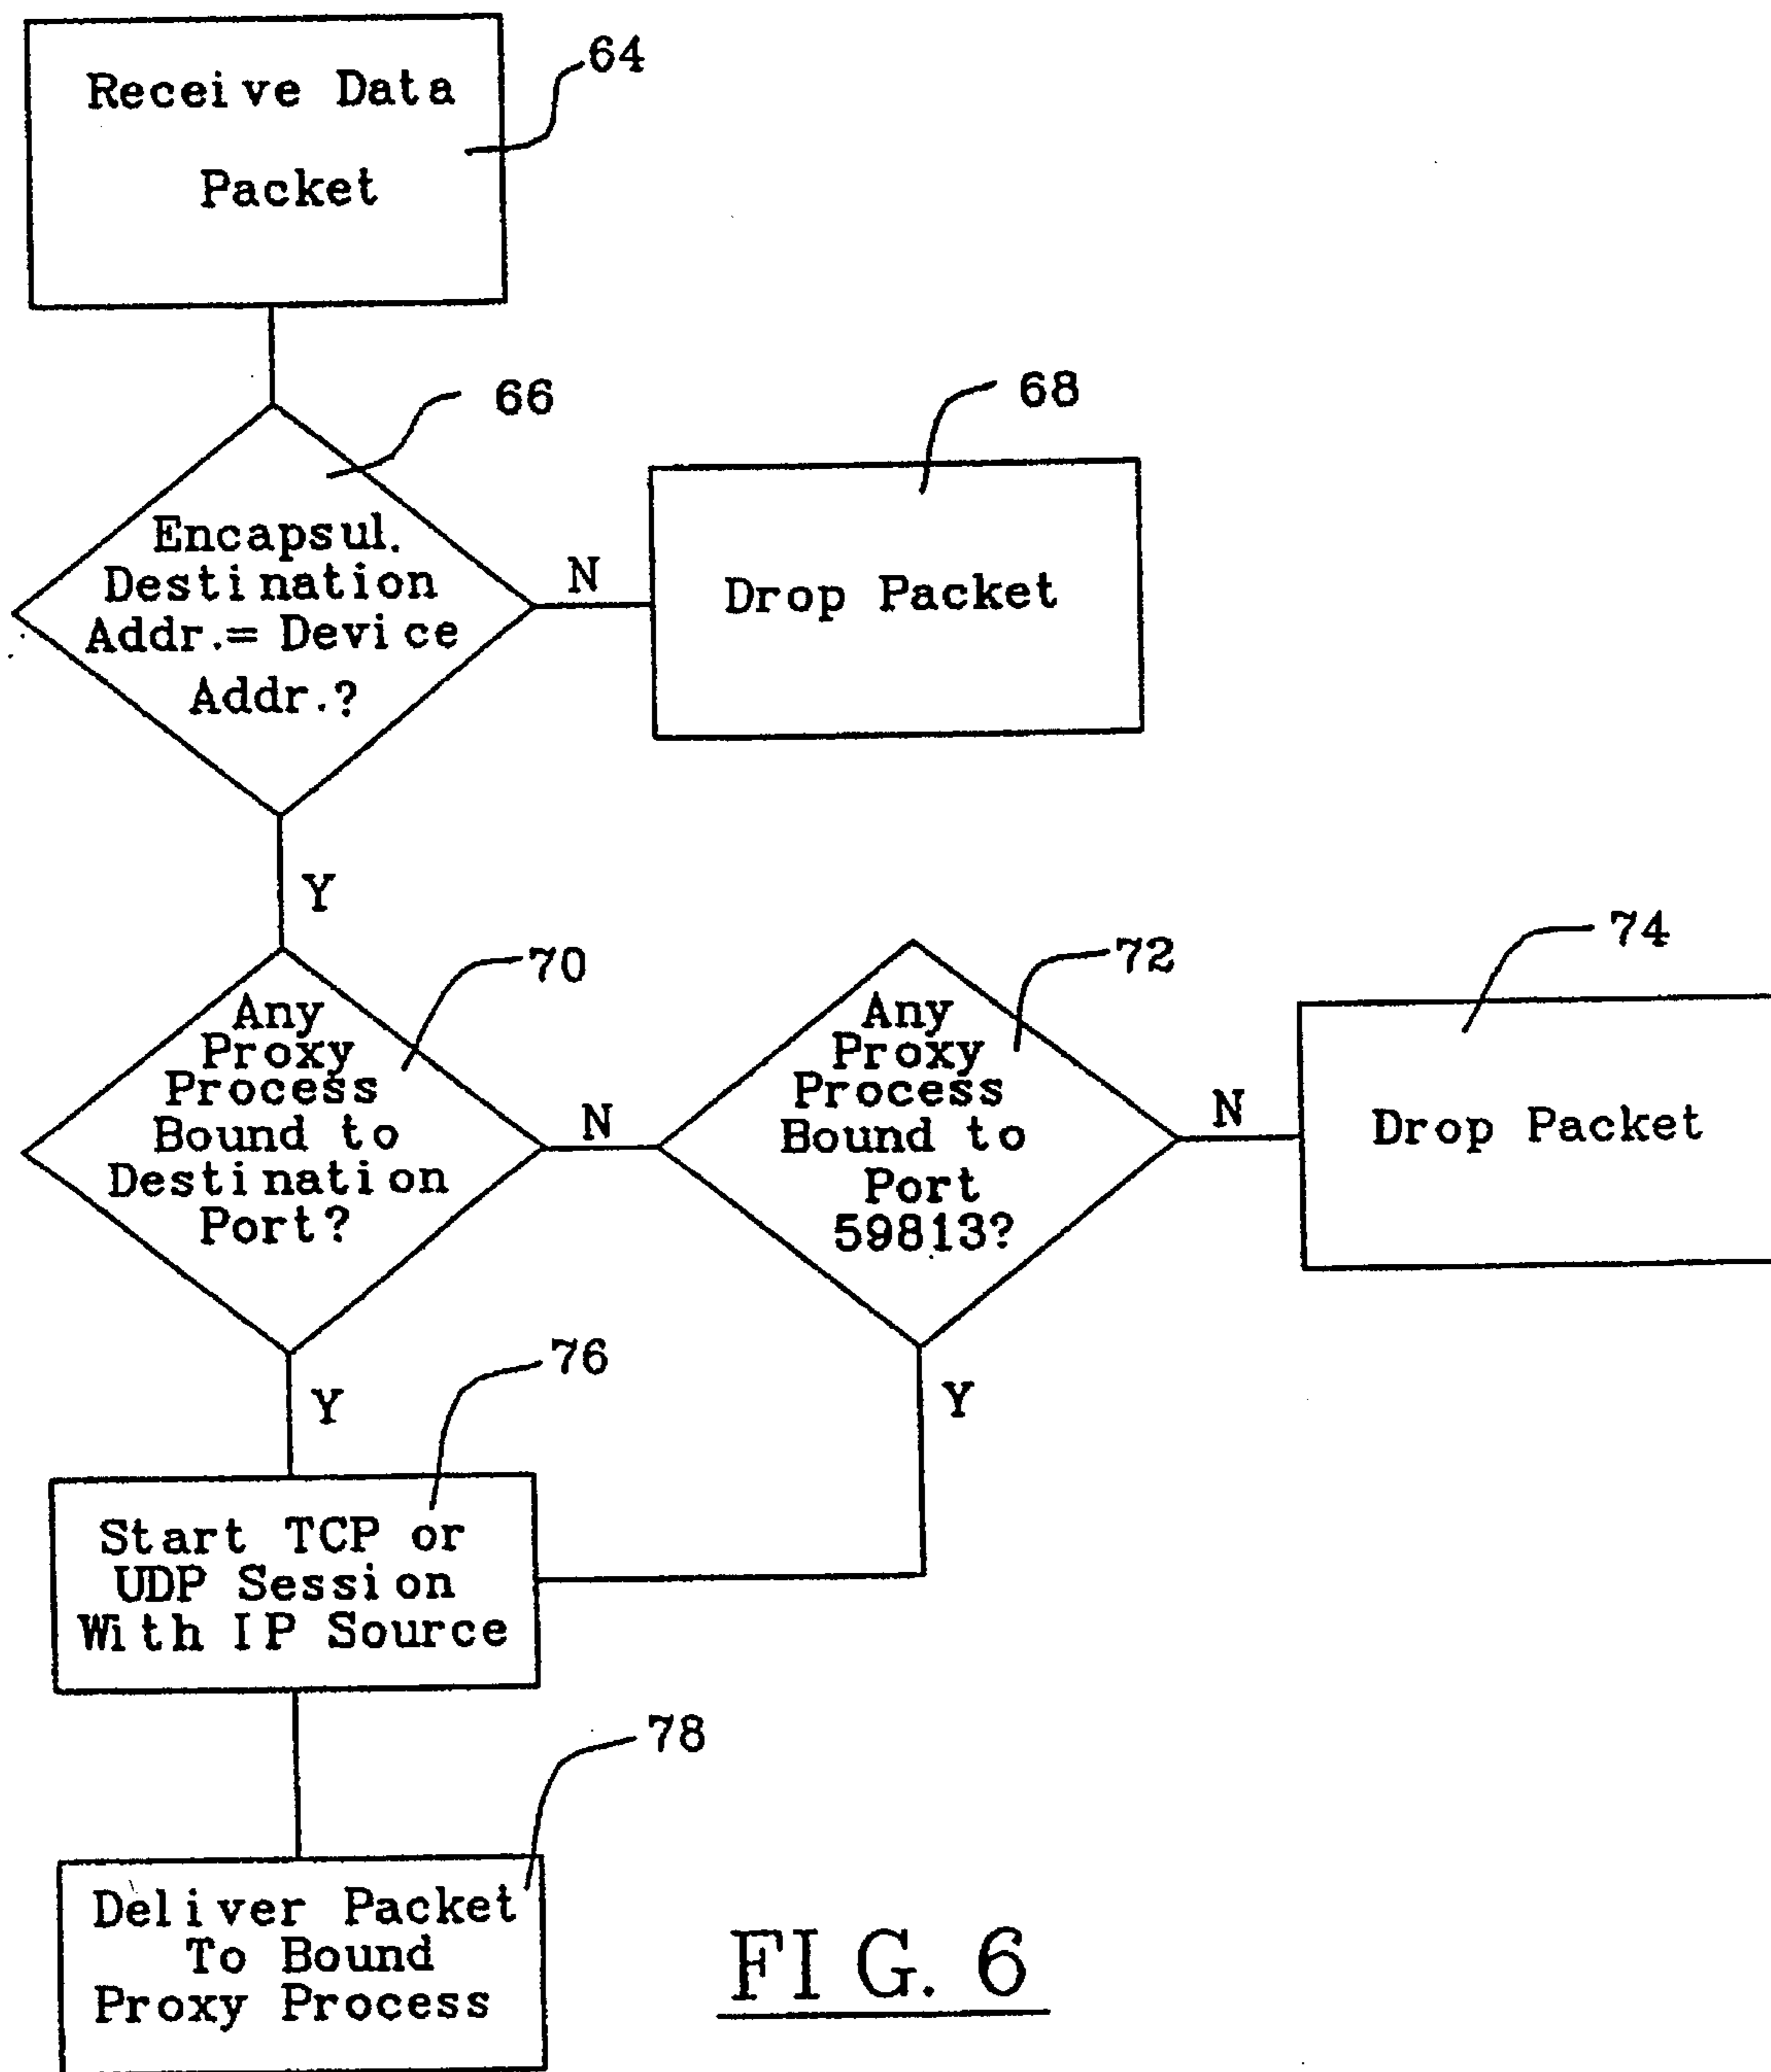 Receive Data
Packet
64
66
Encapsul.
Destination
Addr.= Device
Addr.?
N
68
Drop Packet
Y
70
Any
Proxy
Process
Bound to
Destination
Port?
N
72
Any
Proxy
Process
Bound to
Port
59813?
N
74
Drop Packet
Y
Y
76
Start TCP or
UDP Session
With IP Source
78
Deliver Packet
To Bound
Proxy Process
FIG. 6